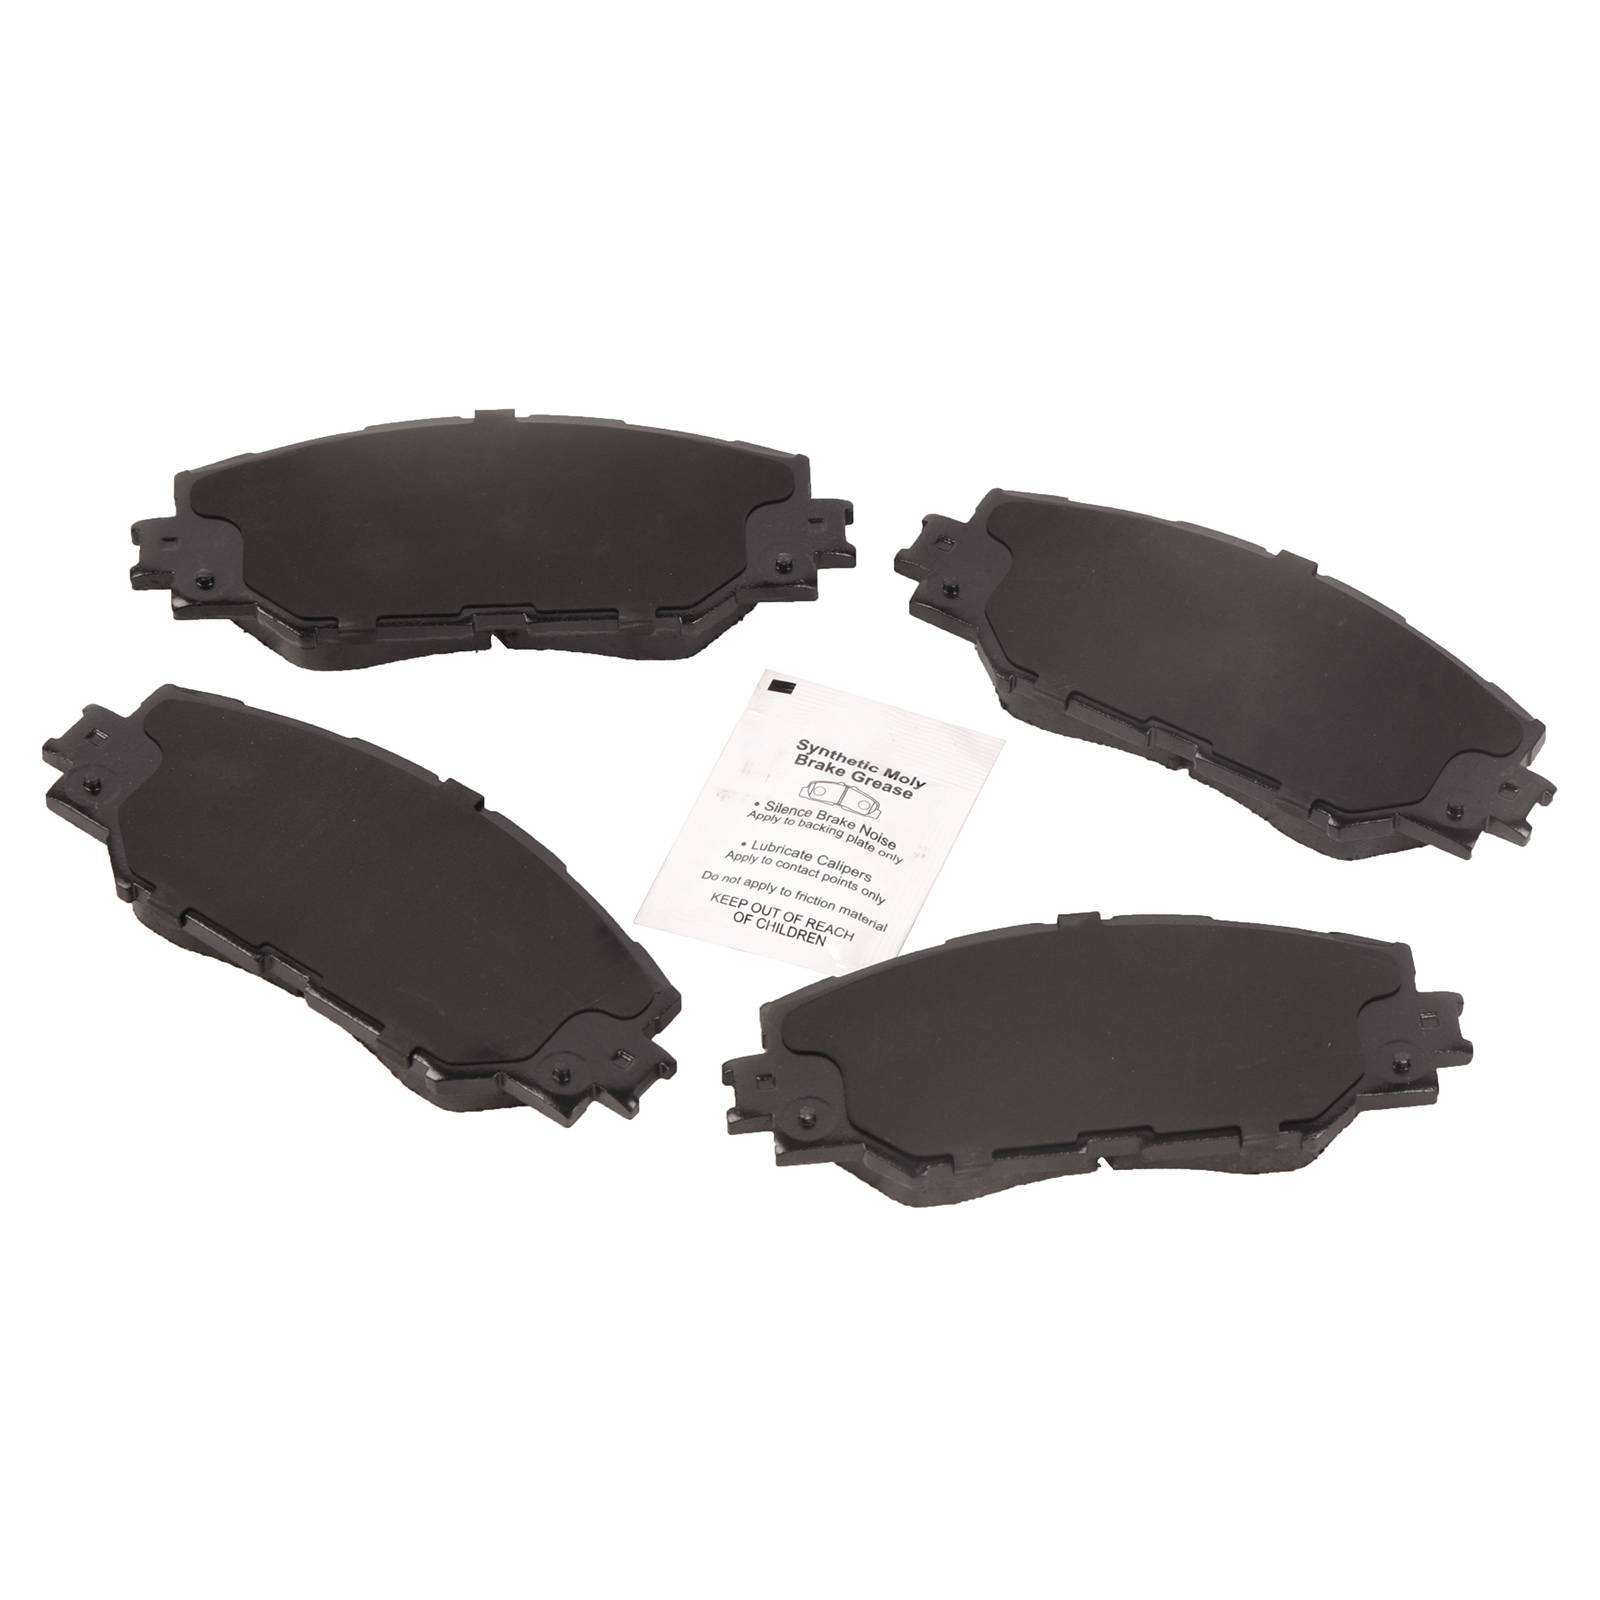 Synthetic Moly
Brake Grease
• Silence Brake Noise
Apply to backing plate only
• Lubricate Calipers
Apply to contact points only
Do not apply to friction material
KEEP OUT OF REACH
OF CHILDREN